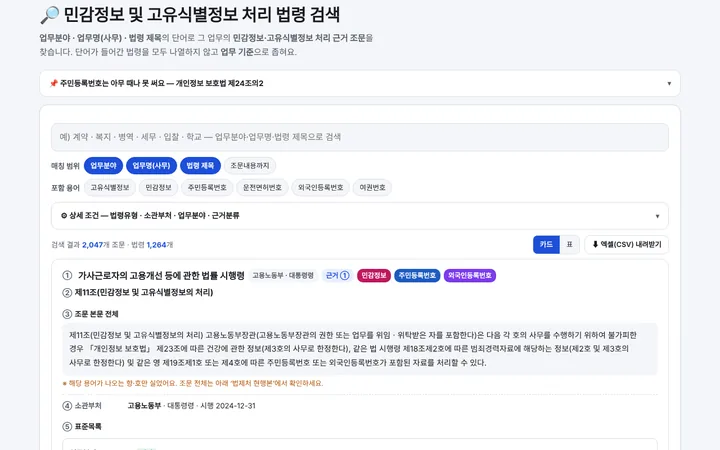 🔎 민감정보 및 고유식별정보 처리 법령 검색
업무분야 · 업무명(사무) · 법령 제목의 단어로 그 업무의 민감정보·고유식별정보 처리 근거 조문을
찾습니다. 단어가 들어간 법령을 모두 나열하지 않고 업무 기준으로 좁혀요.
📌 주민등록번호는 아무 때나 못 써요 — 개인정보 보호법 제24조의2 ▾
예) 계약 · 복지 · 병역 · 세무 · 입찰 · 학교 — 업무분야·업무명·법령 제목으로 검색
매칭 범위 업무분야 업무명(사무) 법령 제목 조문내용까지
포함 용어 고유식별정보 민감정보 주민등록번호 운전면허번호 외국인등록번호 여권번호
⚙ 상세 조건 — 법령유형 · 소관부처 · 업무분야 · 근거분류 ▾
검색 결과 2,047개 조문 · 법령 1,264개 카드 표 ⬇ 엑셀(CSV) 내려받기
① 가사근로자의 고용개선 등에 관한 법률 시행령 고용노동부 · 대통령령 근거 ① 민감정보 주민등록번호 외국인등록번호
② 제11조(민감정보 및 고유식별정보의 처리)
③ 조문 본문 전체
제11조(민감정보 및 고유식별정보의 처리) 고용노동부장관(고용노동부장관의 권한 또는 업무를 위임ㆍ위탁받은 자를 포함한다)은 다음 각 호의 사무를 수행하기 위하여 불가피한
경우 「개인정보 보호법」 제23조에 따른 건강에 관한 정보(제3호의 사무로 한정한다), 같은 법 시행령 제18조제2호에 따른 범죄경력자료에 해당하는 정보(제2호 및 제3호의
사무로 한정한다) 및 같은 영 제19조제1호 또는 제4호에 따른 주민등록번호 또는 외국인등록번호가 포함된 자료를 처리할 수 있다.
※ 해당 용어가 나오는 항·호만 실었어요. 조문 전체는 아래 '법제처 현행본'에서 확인하세요.
④ 소관부처 고용노동부 · 대통령령 · 시행 2024-12-31
⑤ 표준목록